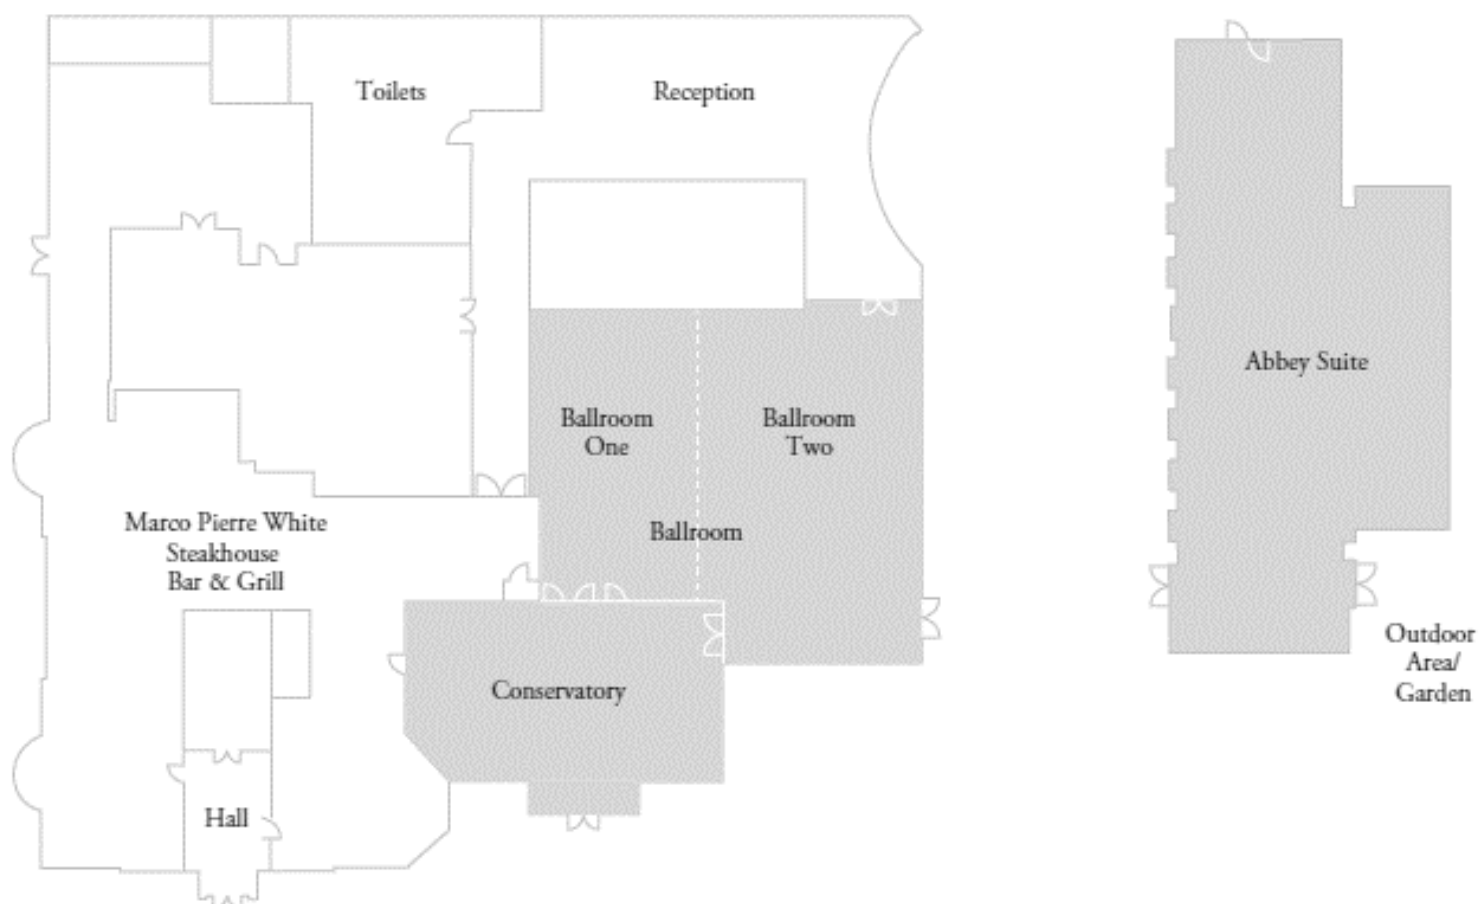 Toilets
Reception
Abbey Suite
Ballroom
One
Ballroom
Two
Marco Pierre White
Steakhouse
Bar & Grill
Ballroom
Outdoor
Area/
Garden
Conservatory
Hall